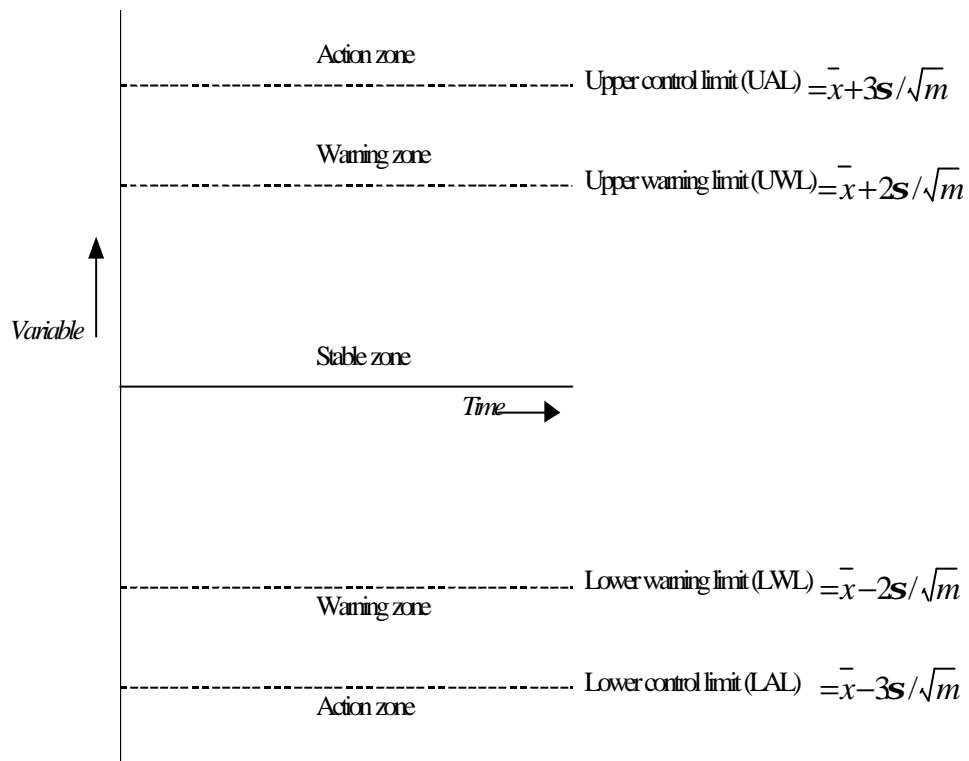 Action zone
Upper control limit (UAL) = x̄ + 3s/√m
Warning zone
Upper warning limit (UWL) = x̄ + 2s/√m
Variable
Stable zone
Time
Lower warning limit (LWL) = x̄ − 2s/√m
Warning zone
Lower control limit (LAL) = x̄ − 3s/√m
Action zone